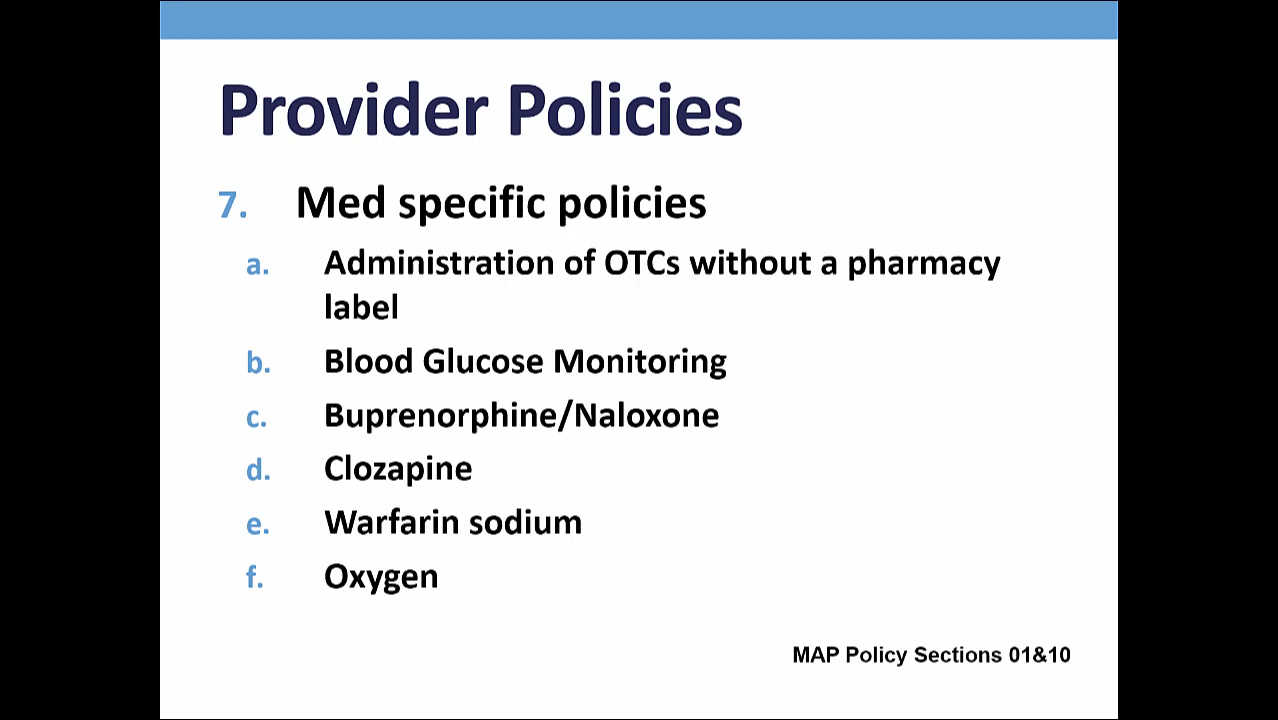 Provider Policies
7. Med specific policies
a. Administration of OTCs without a pharmacy
label
b. Blood Glucose Monitoring
c. Buprenorphine/Naloxone
d. Clozapine
e. Warfarin sodium
f. Oxygen
MAP Policy Sections 01&10